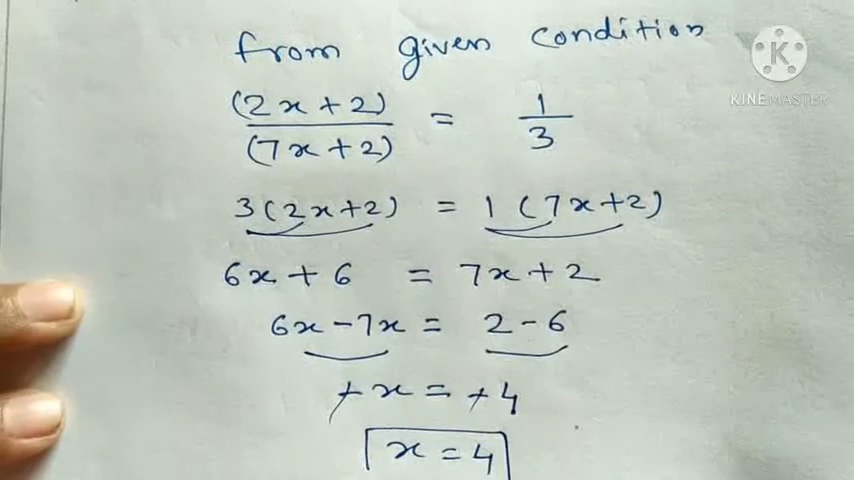 from given condition
K
KINEMASTER
(2x+2)/(7x+2) = 1/3
3(2x+2) = 1(7x+2)
6x+6 = 7x+2
6x-7x = 2-6
+x = +4
x = 4